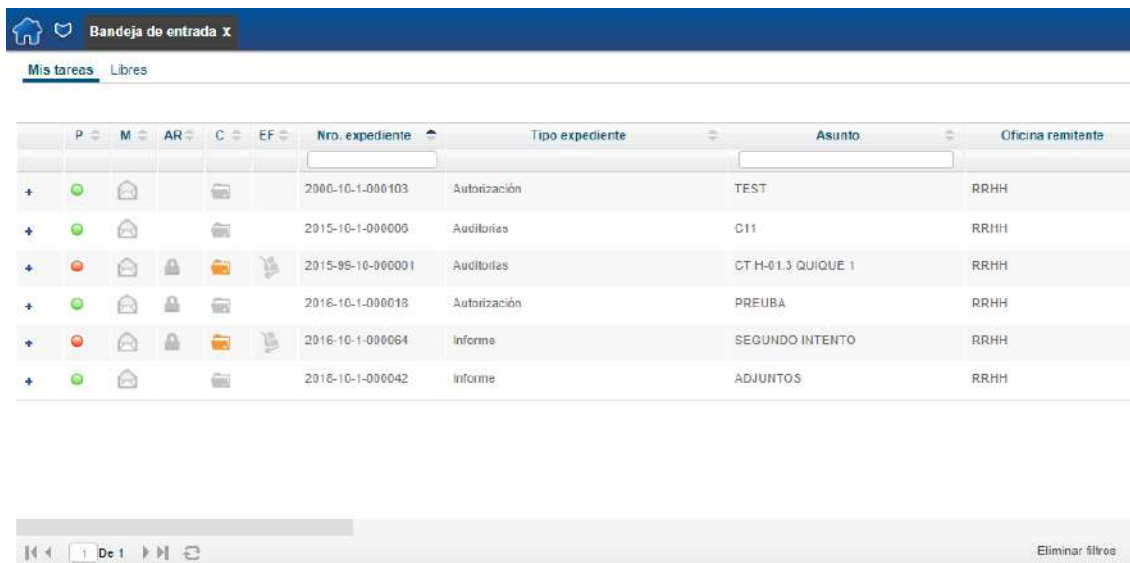 Bandeja de entrada X
Mis tareas Libres
P M AR C EF Nro. expediente Tipo expediente Asunto Oficina remitente
+ 2000-10-1-000103 Autorización TEST RRHH
+ 2015-10-1-000006 Auditorias C11 RRHH
+ 2015-99-10-000001 Auditorias CT H-01.3 QUIQUE 1 RRHH
+ 2016-10-1-000018 Autorización PREUBA RRHH
+ 2016-10-1-000064 Informe SEGUNDO INTENTO RRHH
+ 2018-10-1-000042 Informe ADJUNTOS RRHH
1 De 1 Eliminar filtros